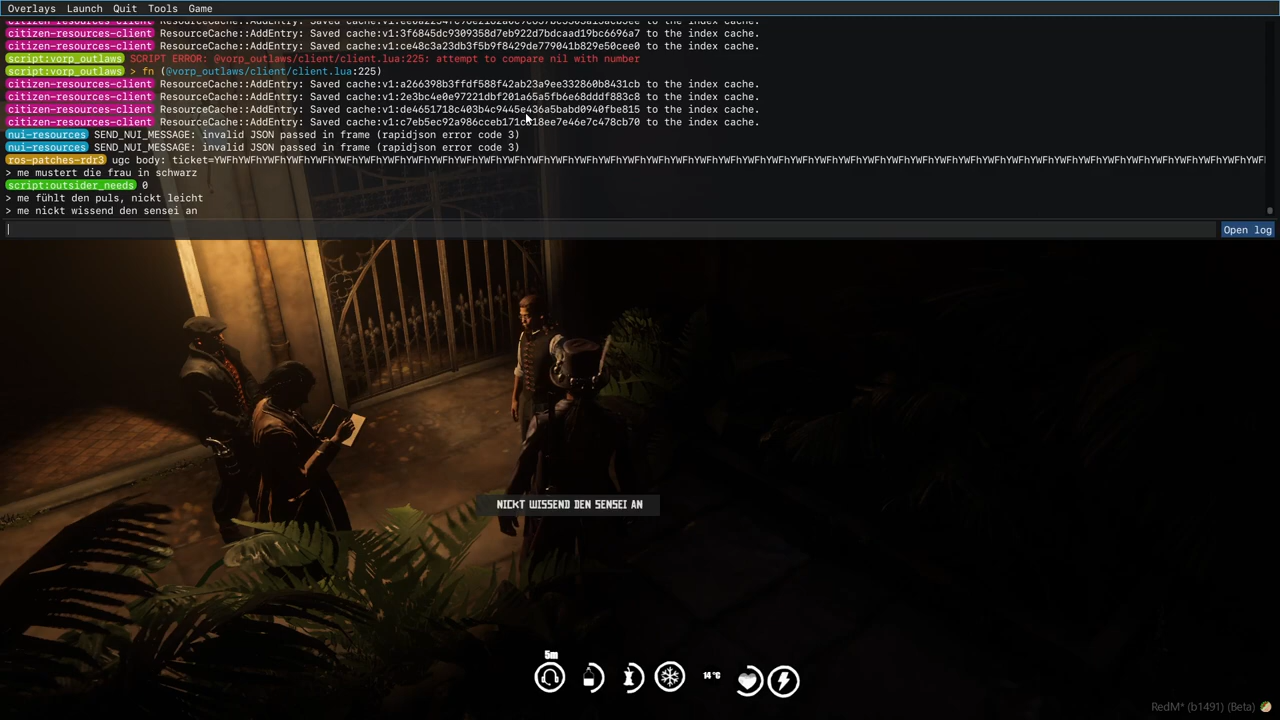 Overlays Launch Quit Tools Game
citizen-resources-client ResourceCache::AddEntry: Saved cache:v1:3f6845dc9309358d7eb922d7bdcaad19bc6696a7 to the index cache.
citizen-resources-client ResourceCache::AddEntry: Saved cache:v1:ce48c3a23db3f5b9f8429de779041b829e50cee0 to the index cache.
script:vorp_outlaws SCRIPT ERROR: @vorp_outlaws/client/client.lua:225: attempt to compare nil with number
script:vorp_outlaws > fn (@vorp_outlaws/client/client.lua:225)
citizen-resources-client ResourceCache::AddEntry: Saved cache:v1:a266398b3ffdf588f42ab23a9ee332860b8431cb to the index cache.
citizen-resources-client ResourceCache::AddEntry: Saved cache:v1:2e3bc4e0e97221dbf201a65a5fb6e68dddf883c8 to the index cache.
citizen-resources-client ResourceCache::AddEntry: Saved cache:v1:de4651718c403b4c9445e436a5babd0940fbe815 to the index cache.
citizen-resources-client ResourceCache::AddEntry: Saved to the index cache.
nui-resources SEND_NUI_MESSAGE: invalid JSON passed in frame (rapidjson error code 3)
nui-resources SEND_NUI_MESSAGE: invalid JSON passed in frame (rapidjson error code 3)
ros-patches-rdr3 ugc body:
> me mustert die frau in schwarz
script:outsider_needs 0
> me fühlt den puls, nickt leicht
> me nickt wissend den sensei an
Open log
NICKT WISSEND DEN SENSEI AN
5m
14°C
RedM* (b1491) (Beta)